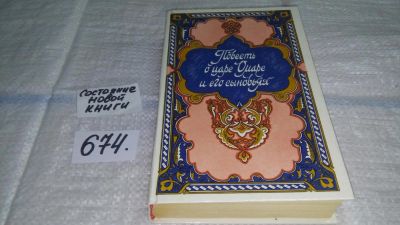 состояние
новой
книги
674.
Повесть
о царе Омаре
и его сыновьях